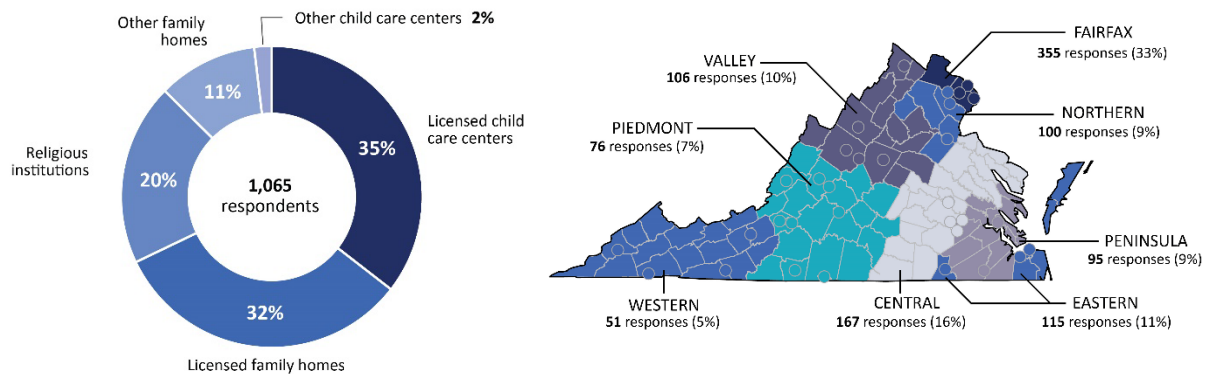 Other family
homes
Other child care centers 2%
11%
Licensed child
care centers
35%
Religious
institutions
20%
1,065
respondents
32%
Licensed family homes
FAIRFAX
355 responses (33%)
VALLEY
106 responses (10%)
NORTHERN
100 responses (9%)
PIEDMONT
76 responses (7%)
PENINSULA
95 responses (9%)
WESTERN
51 responses (5%)
CENTRAL
167 responses (16%)
EASTERN
115 responses (11%)